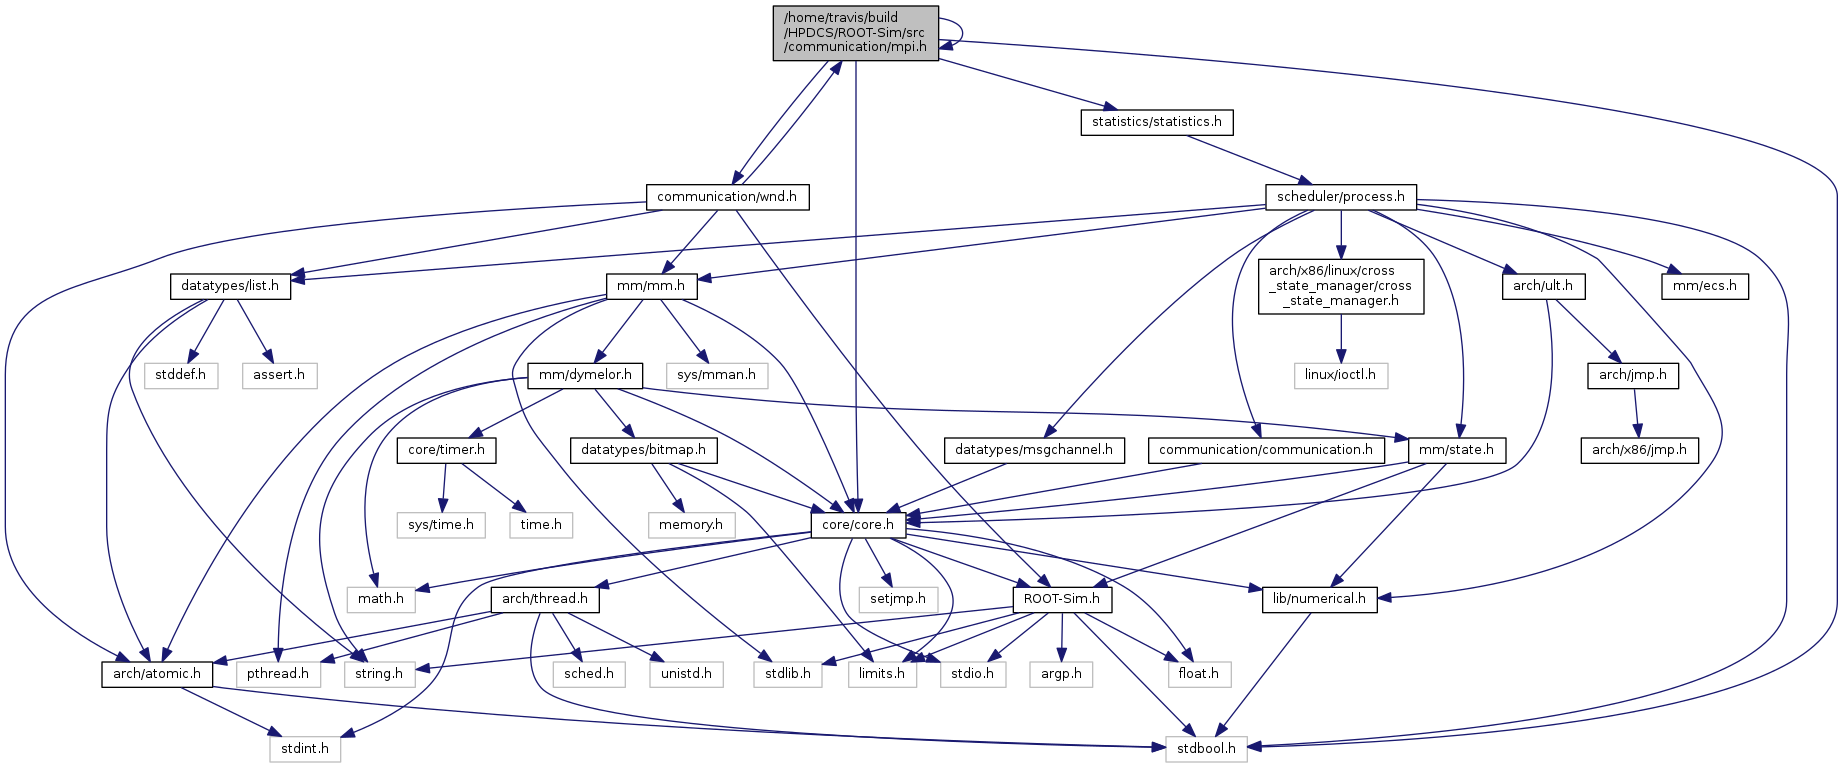 /home/travis/build
/HPDCS/ROOT-Sim/src
/communication/mpi.h
statistics/statistics.h
communication/wnd.h
scheduler/process.h
datatypes/list.h
mm/mm.h
arch/x86/linux/cross
_state_manager/cross
_state_manager.h
arch/ult.h
mm/ecs.h
stddef.h
assert.h
mm/dymelor.h
sys/mman.h
linux/ioctl.h
arch/jmp.h
core/timer.h
datatypes/bitmap.h
datatypes/msgchannel.h
communication/communication.h
mm/state.h
arch/x86/jmp.h
sys/time.h
time.h
memory.h
core/core.h
math.h
arch/thread.h
setjmp.h
ROOT-Sim.h
lib/numerical.h
arch/atomic.h
pthread.h
string.h
sched.h
unistd.h
stdlib.h
limits.h
stdio.h
argp.h
float.h
stdint.h
stdbool.h